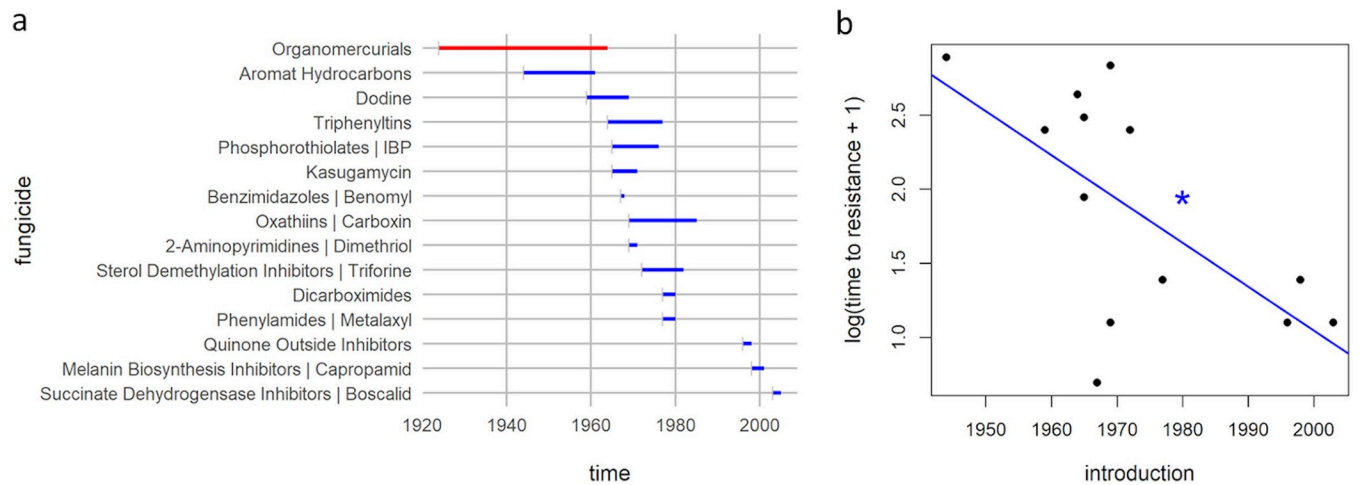 a
Organomercurials
Aromat Hydrocarbons
Dodine
Triphenyltins
Phosphorothiolates | IBP
Kasugamycin
Benzimidazoles | Benomyl
Oxathiins | Carboxin
2-Aminopyrimidines | Dimethriol
Sterol Demethylation Inhibitors | Triforine
Dicarboximides
Phenylamides | Metalaxyl
Quinone Outside Inhibitors
Melanin Biosynthesis Inhibitors | Capropamid
Succinate Dehydrogensase Inhibitors | Boscalid
fungicide
1920 1940 1960 1980 2000
time
b
log(time to resistance + 1)
2.5
2.0
1.5
1.0
*
1950 1960 1970 1980 1990 2000
introduction